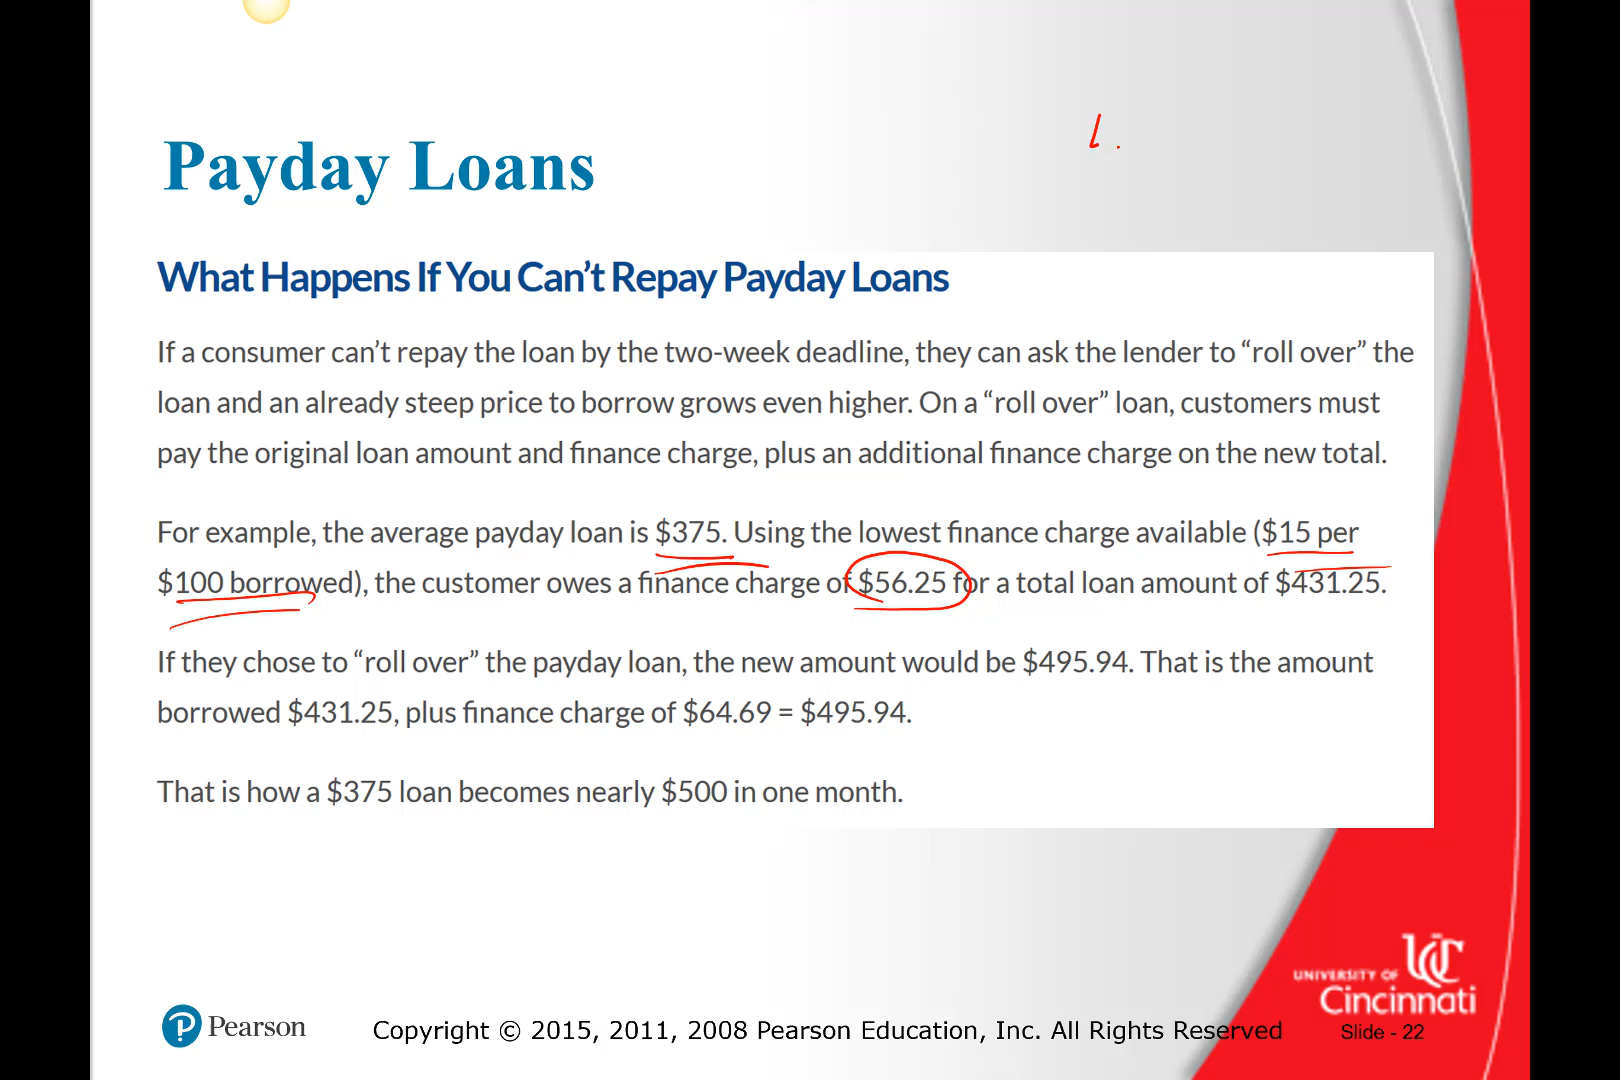 Payday Loans
What Happens If You Can’t Repay Payday Loans
If a consumer can’t repay the loan by the two-week deadline, they can ask the lender to “roll over” the
loan and an already steep price to borrow grows even higher. On a “roll over” loan, customers must
pay the original loan amount and finance charge, plus an additional finance charge on the new total.
For example, the average payday loan is $375. Using the lowest finance charge available ($15 per
$100 borrowed), the customer owes a finance charge of $56.25 for a total loan amount of $431.25.
If they chose to “roll over” the payday loan, the new amount would be $495.94. That is the amount
borrowed $431.25, plus finance charge of $64.69 = $495.94.
That is how a $375 loan becomes nearly $500 in one month.
UC
UNIVERSITY OF
Cincinnati
Pearson
Copyright © 2015, 2011, 2008 Pearson Education, Inc. All Rights Reserved
Slide - 22